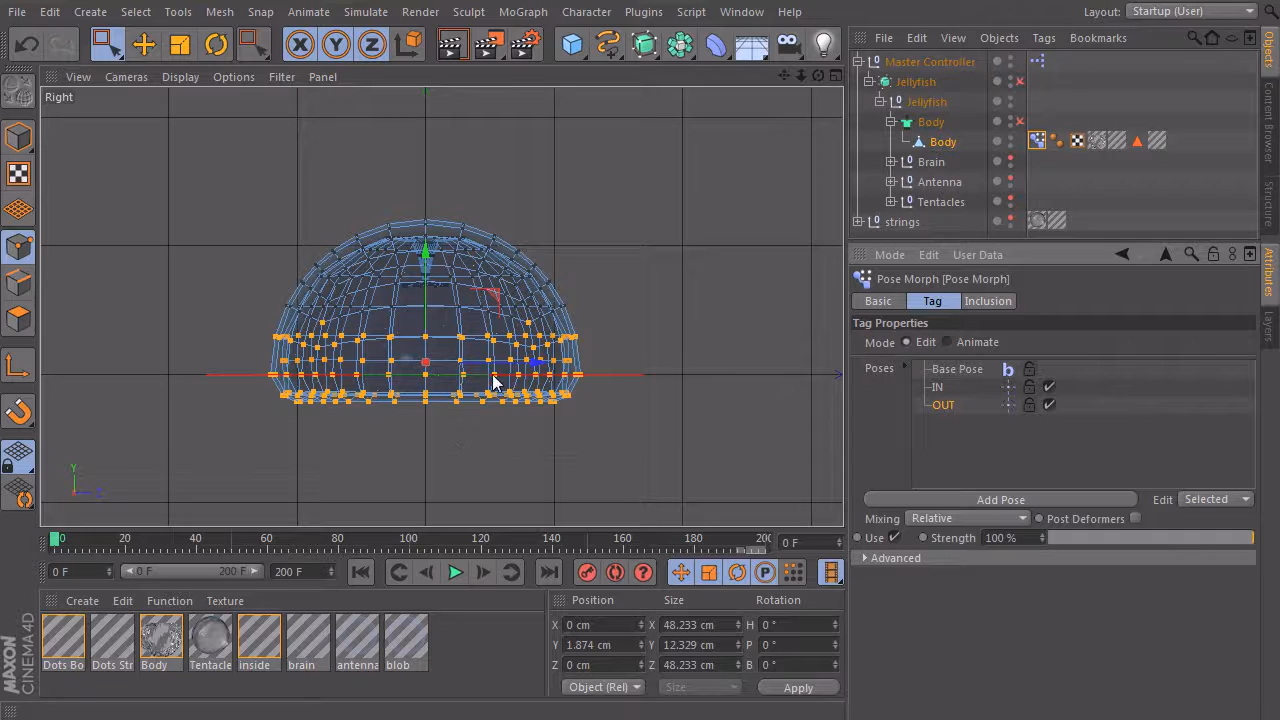 File Edit Create Select Tools Mesh Snap Animate Simulate Render Sculpt MoGraph Character Plugins Script Window Help Layout: Startup (User)
X Y Z
File Edit View Objects Tags Bookmarks
View Cameras Display Options Filter Panel
Right
Master Controller
Jellyfish
Jellyfish
Body
Body
Brain
Antenna
Tentacles
strings
Objects
Content Browser
Structure
Attributes
Layers
Mode Edit User Data
Pose Morph [Pose Morph]
Basic Tag Inclusion
Tag Properties
Mode Edit Animate
Poses Base Pose b
IN
OUT
Add Pose Edit Selected
Mixing Relative Post Deformers
Use Strength 100 %
Advanced
Y
0 20 40 60 80 100 120 140 160 180 200 0 F
0 F 0 F 200 F 200 F
P
Create Edit Function Texture
Dots Bo Dots Str Body Tentacle inside brain antenna blob
Position Size Rotation
X 0 cm X 48.233 cm H 0 °
Y 1.874 cm Y 12.329 cm P 0 °
Z 0 cm Z 48.233 cm B 0 °
Object (Rel) Size Apply
MAXON
CINEMA 4D